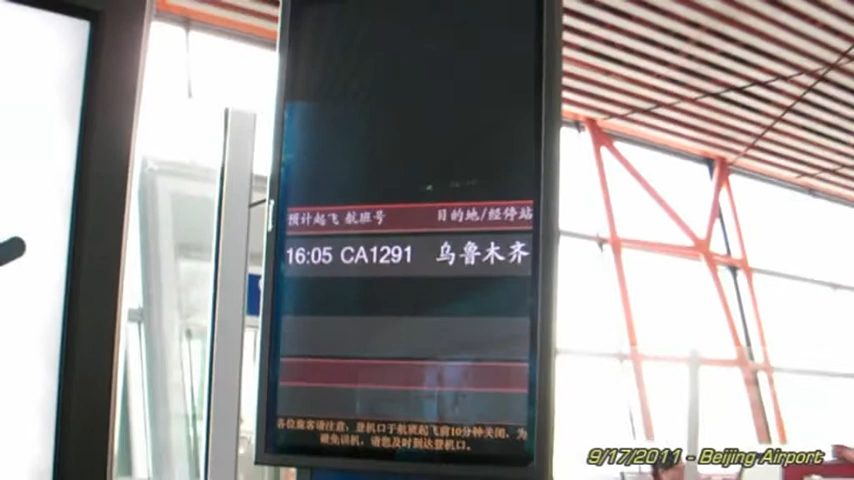 预计起飞 航班号 目的地/经停站
16:05 CA1291 乌鲁木齐
各位旅客请注意：登机口于航班起飞前10分钟关闭，为
避免误机，请您及时到达登机口。
9/17/2011 - Beijing Airport